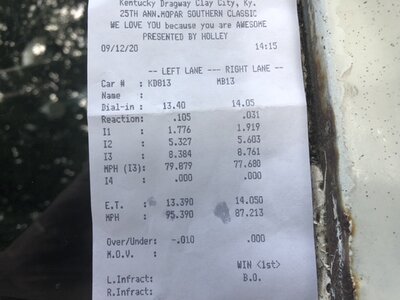 Kentucky Dragway Clay City, Ky.
25TH ANN.MOPAR SOUTHERN CLASSIC
WE LOVE YOU because you are AWESOME
PRESENTED BY HOLLEY
09/12/20 14:15
-- LEFT LANE --- RIGHT LANE --
Car # : KD813 MB13
Name :
Dial-in : 13.40 14.05
Reaction: .105 .031
I1 : 1.776 1.919
I2 : 5.327 5.603
I3 : 8.384 8.761
MPH (I3): 79.879 77.680
I4 : .000 .000
E.T. : 13.390 14.050
MPH : 95.390 87.213
Over/Under: -.010 .000
M.O.V. :
WIN <1st>
L.Infract: B.O.
R.Infract: